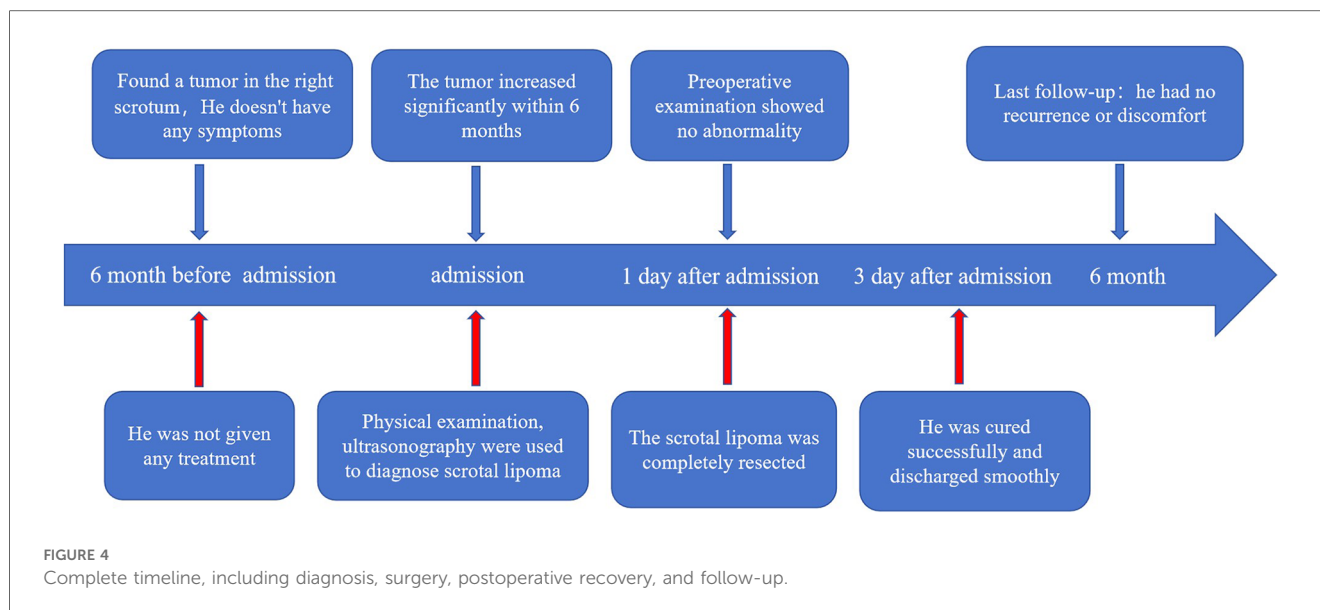 Found a tumor in the right
scrotum，He doesn't have
any symptoms
The tumor increased
significantly within 6
months
Preoperative
examination showed
no abnormality
Last follow-up：he had no
recurrence or discomfort
6 month before admission
admission
1 day after admission
3 day after admission
6 month
He was not given
any treatment
Physical examination,
ultrasonography were used
to diagnose scrotal lipoma
The scrotal lipoma was
completely resected
He was cured
successfully and
discharged smoothly
FIGURE 4
Complete timeline, including diagnosis, surgery, postoperative recovery, and follow-up.